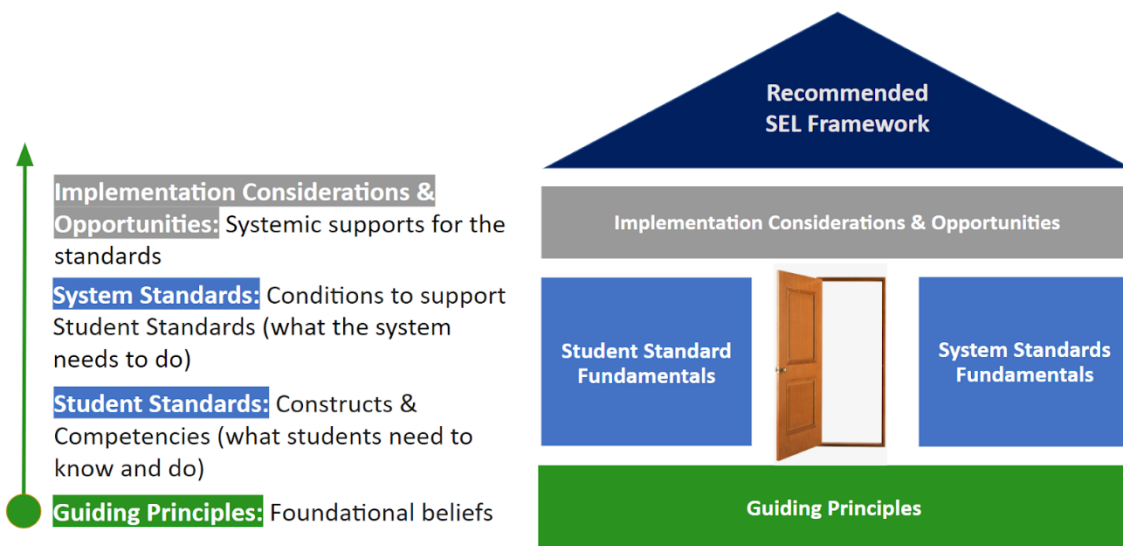 Implementation Considerations &
Opportunities: Systemic supports for the
standards
System Standards: Conditions to support
Student Standards (what the system
needs to do)
Student Standards: Constructs &
Competencies (what students need to
know and do)
Guiding Principles: Foundational beliefs
Recommended
SEL Framework
Implementation Considerations & Opportunities
Student Standard
Fundamentals
System Standards
Fundamentals
Guiding Principles